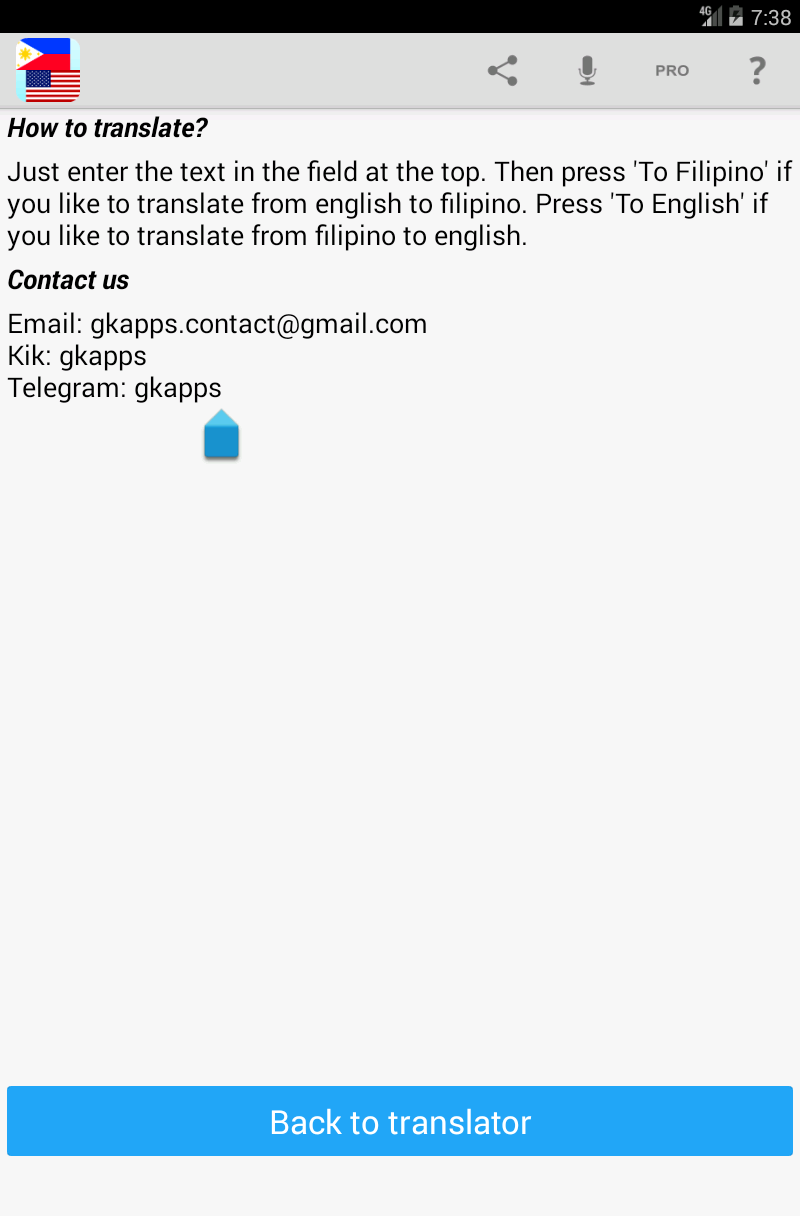 4G 7:38
PRO ?
How to translate?
Just enter the text in the field at the top. Then press 'To Filipino' if
you like to translate from english to filipino. Press 'To English' if
you like to translate from filipino to english.
Contact us
Email: gkapps.contact@gmail.com
Kik: gkapps
Telegram: gkapps
Back to translator